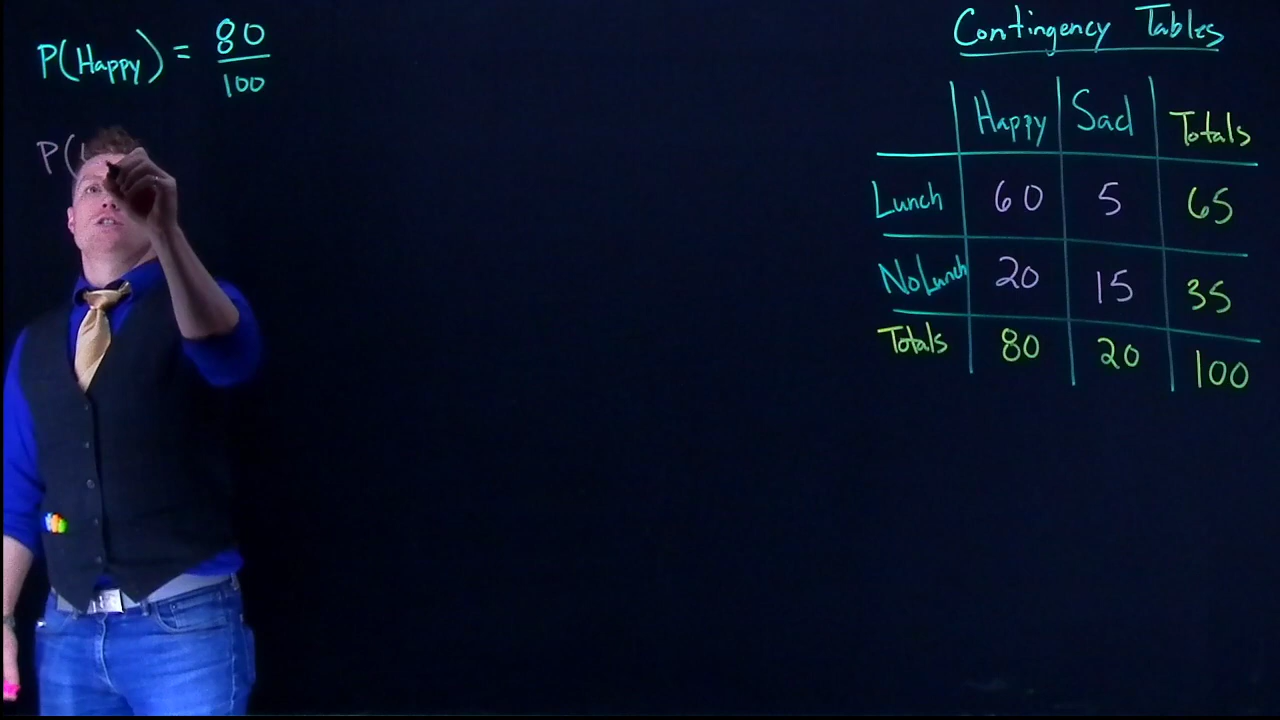 P(Happy) = 80/100
P(
Contingency Tables
Happy Sad Totals
Lunch 60 5 65
No Lunch 20 15 35
Totals 80 20 100